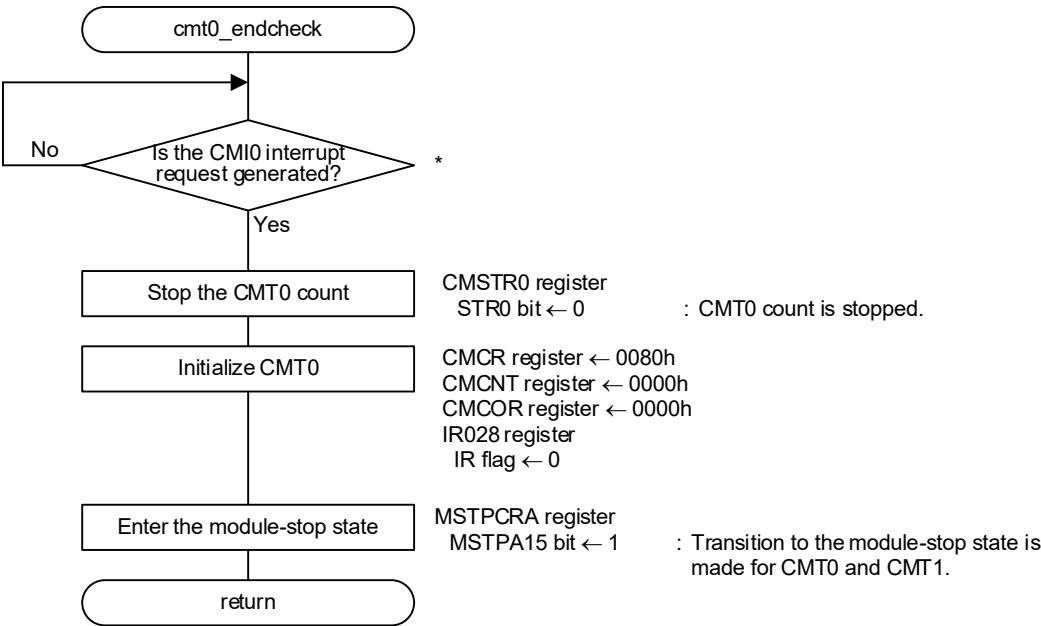 cmt0_endcheck
No
Is the CMI0 interrupt
request generated?
*
Yes
Stop the CMT0 count
CMSTR0 register
STR0 bit ← 0 : CMT0 count is stopped.
Initialize CMT0
CMCR register ← 0080h
CMCNT register ← 0000h
CMCOR register ← 0000h
IR028 register
IR flag ← 0
Enter the module-stop state
MSTPCRA register
MSTPA15 bit ← 1 : Transition to the module-stop state is
made for CMT0 and CMT1.
return